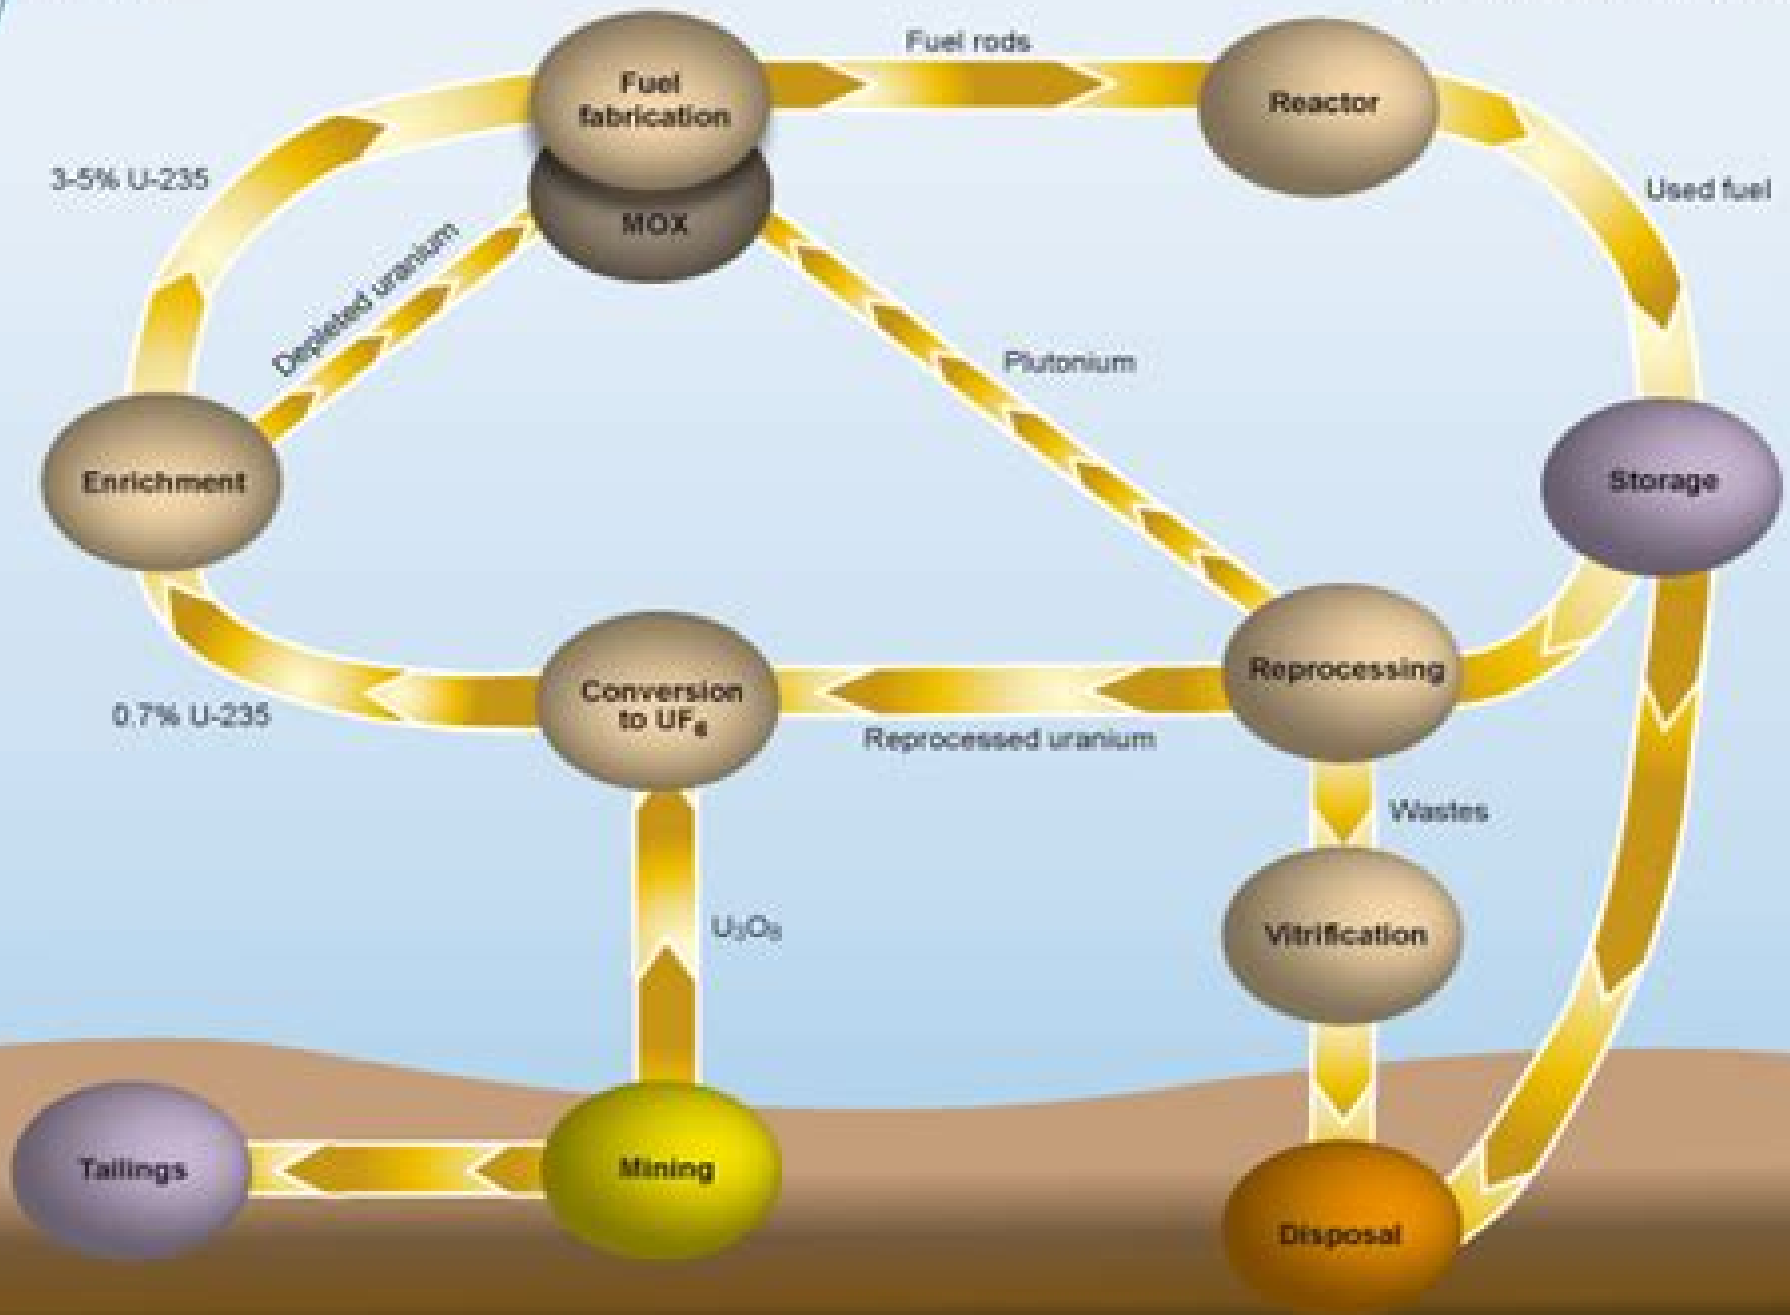 Fuel rods
Fuel
fabrication
Reactor
3-5% U-235
Used fuel
MOX
Depleted uranium
Plutonium
Enrichment
Storage
Reprocessing
Conversion
to UF₆
0.7% U-235
Reprocessed uranium
Wastes
U₃O₈
Vitrification
Tailings
Mining
Disposal